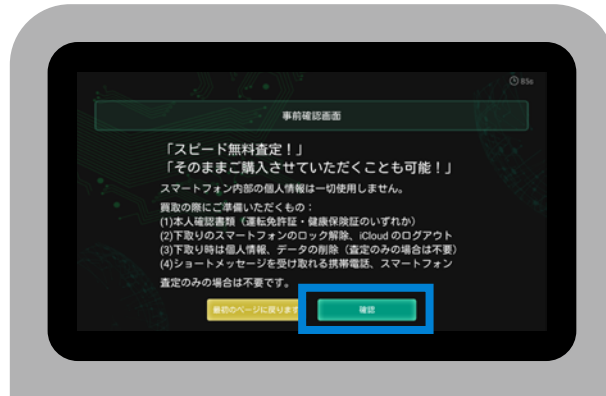 85s
事前確認画面
「スピード無料査定！」
「そのままご購入させていただくことも可能！」
スマートフォン内部の個人情報は一切使用しません。
買取の際にご準備いただくもの：
(1)本人確認書類（運転免許証・健康保険証のいずれか）
(2)下取りのスマートフォンのロック解除、iCloud のログアウト
(3)下取り時は個人情報、データの削除（査定のみの場合は不要）
(4)ショートメッセージを受け取れる携帯電話、スマートフォン
査定のみの場合は不要です。
最初のページに戻ります
確認